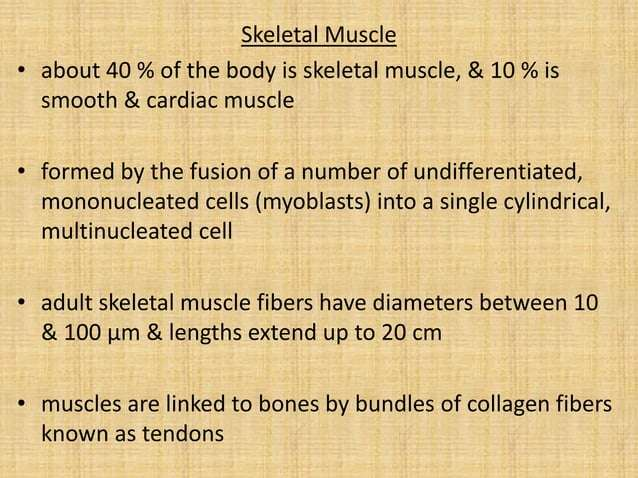 Skeletal Muscle
• about 40 % of the body is skeletal muscle, & 10 % is
smooth & cardiac muscle
• formed by the fusion of a number of undifferentiated,
mononucleated cells (myoblasts) into a single cylindrical,
multinucleated cell
• adult skeletal muscle fibers have diameters between 10
& 100 µm & lengths extend up to 20 cm
• muscles are linked to bones by bundles of collagen fibers
known as tendons